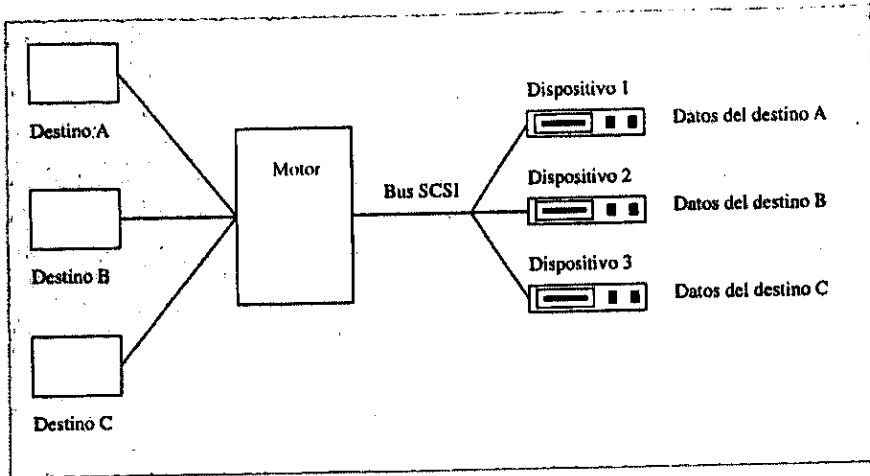 Destino A
Destino B
Destino C
Motor
Bus SCSI
Dispositivo 1
Datos del destino A
Dispositivo 2
Datos del destino B
Dispositivo 3
Datos del destino C